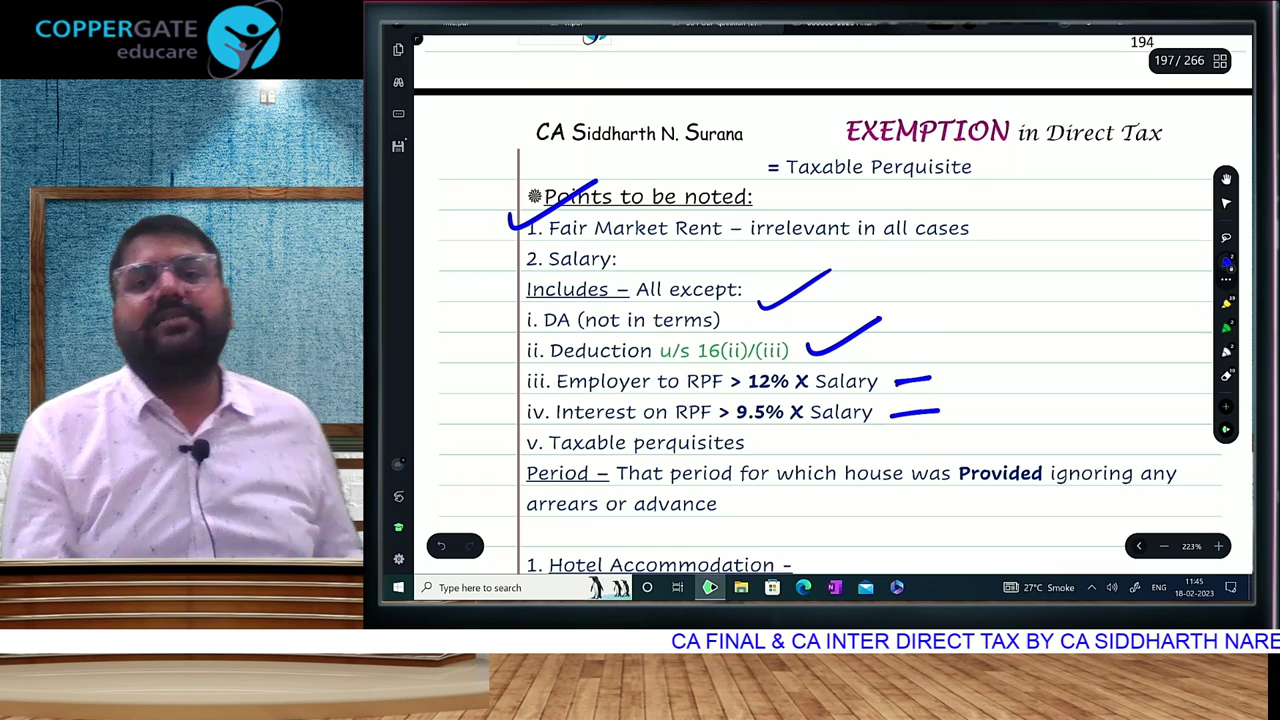 COPPERGATE
educare
194
197 / 266
CA Siddharth N. Surana
EXEMPTION in Direct Tax
= Taxable Perquisite
Points to be noted:
1. Fair Market Rent – irrelevant in all cases
2. Salary:
Includes – All except:
i. DA (not in terms)
ii. Deduction u/s 16(ii)/(iii)
iii. Employer to RPF > 12% X Salary
iv. Interest on RPF > 9.5% X Salary
v. Taxable perquisites
Period – That period for which house was Provided ignoring any
arrears or advance
1. Hotel Accommodation –
223%
Type here to search
27°C Smoke
ENG
11:45
18-02-2023
CA FINAL & CA INTER DIRECT TAX BY CA SIDDHARTH NARE